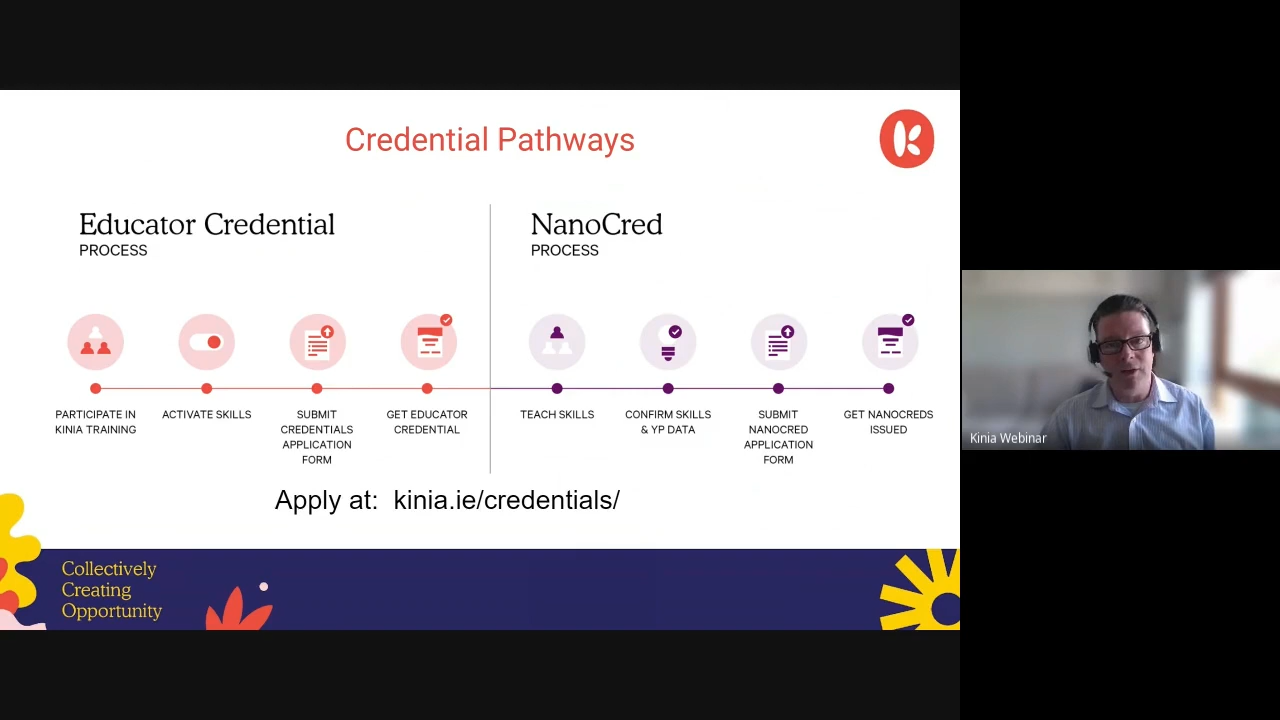 Credential Pathways
Educator Credential
PROCESS
PARTICIPATE IN
KINIA TRAINING
ACTIVATE SKILLS
SUBMIT
CREDENTIALS
APPLICATION
FORM
GET EDUCATOR
CREDENTIAL
NanoCred
PROCESS
TEACH SKILLS
CONFIRM SKILLS
& YP DATA
SUBMIT
NANOCRED
APPLICATION
FORM
GET NANOCREDS
ISSUED
Apply at: kinia.ie/credentials/
Collectively
Creating
Opportunity
Kinia Webinar